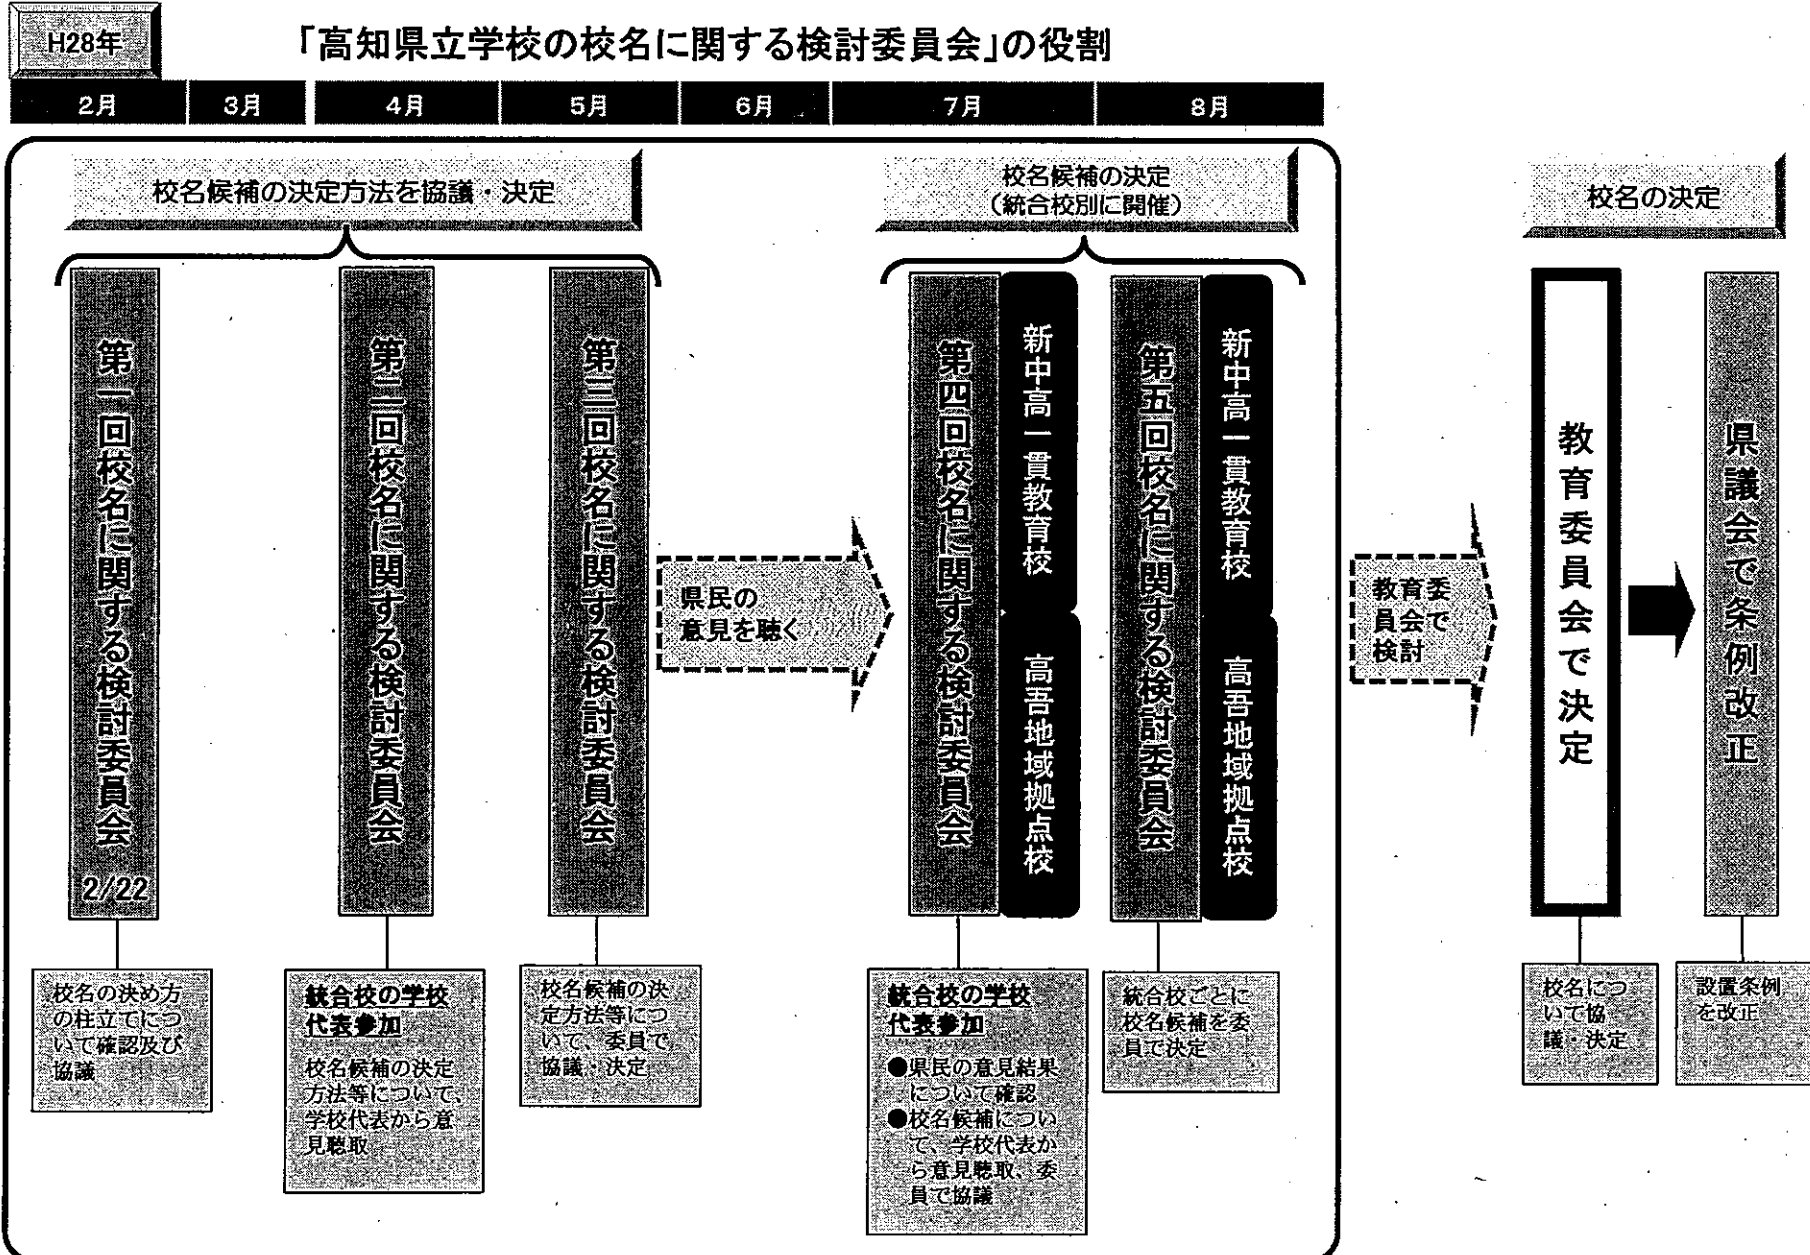 H28年
「高知県立学校の校名に関する検討委員会」の役割
2月
3月
4月
5月
6月
7月
8月
校名候補の決定方法を協議・決定
校名候補の決定
（統合校別に開催）
校名の決定
第一回校名に関する検討委員会
2/22
第二回校名に関する検討委員会
第三回校名に関する検討委員会
県民の
意見を聴く
第四回校名に関する検討委員会
新中高一貫教育校
高吾地域拠点校
第五回校名に関する検討委員会
新中高一貫教育校
高吾地域拠点校
教育委
員会で
検討
教育委員会で決定
県議会で条例改正
校名の決め方
の柱立てにつ
いて確認及び
協議
統合校の学校
代表参加
校名候補の決定
方法等について、
学校代表から意
見聴取
校名候補の決
定方法等につ
いて、委員で
協議・決定
統合校の学校
代表参加
●県民の意見結果
について確認
●校名候補につい
て、学校代表か
ら意見聴取、委
員で協議
統合校ごとに
校名候補を委
員で決定
校名につ
いて協
議・決定
設置条例
を改正